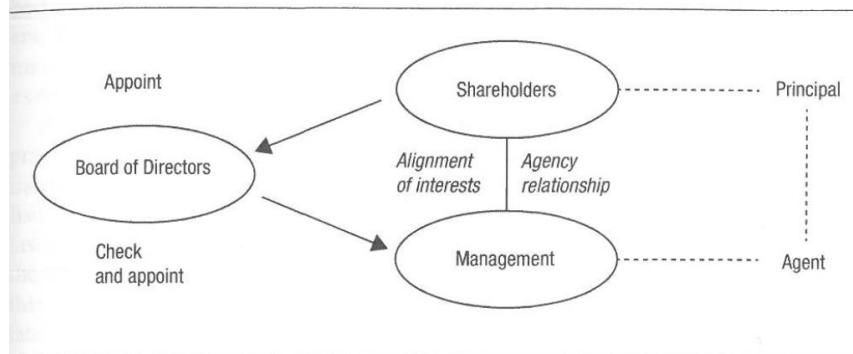 Appoint
Shareholders
Principal
Board of Directors
Alignment
of interests
Agency
relationship
Check
and appoint
Management
Agent